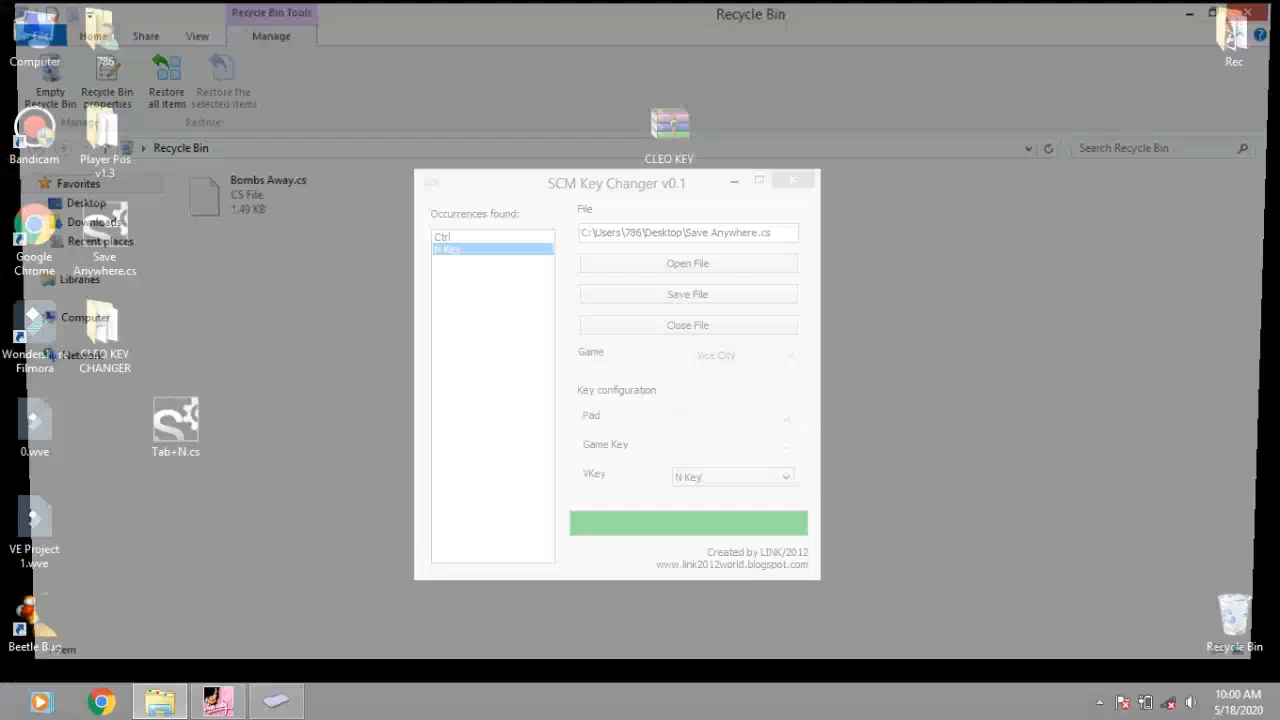 Recycle Bin Tools
Recycle Bin
Home
Share
View
Manage
Computer
786
Rec
Empty
Recycle Bin
Recycle Bin
properties
Restore
all items
Restore the
selected items
Restore
Recycle Bin
Search Recycle Bin
Bandicam
Player Pos
v1.3
CLEO KEY
Favorites
Desktop
Downloads
Recent places
Libraries
Computer
Bombs Away.cs
CS File
1.49 KB
Google
Chrome
Save
Anywhere.cs
SCM Key Changer v0.1
Occurrences found:
Ctrl
N Key
File
C:\Users\786\Desktop\Save Anywhere.cs
Open File
Save File
Close File
Game
Vice City
Key configuration
Pad
Game Key
VKey
N Key
Created by LINK/2012
www.link2012world.blogspot.com
Filmora
CLEO KEY
CHANGER
0.wve
Tab+N.cs
VE Project
1.wve
Beetle Bug
Recycle Bin
10:00 AM
5/18/2020